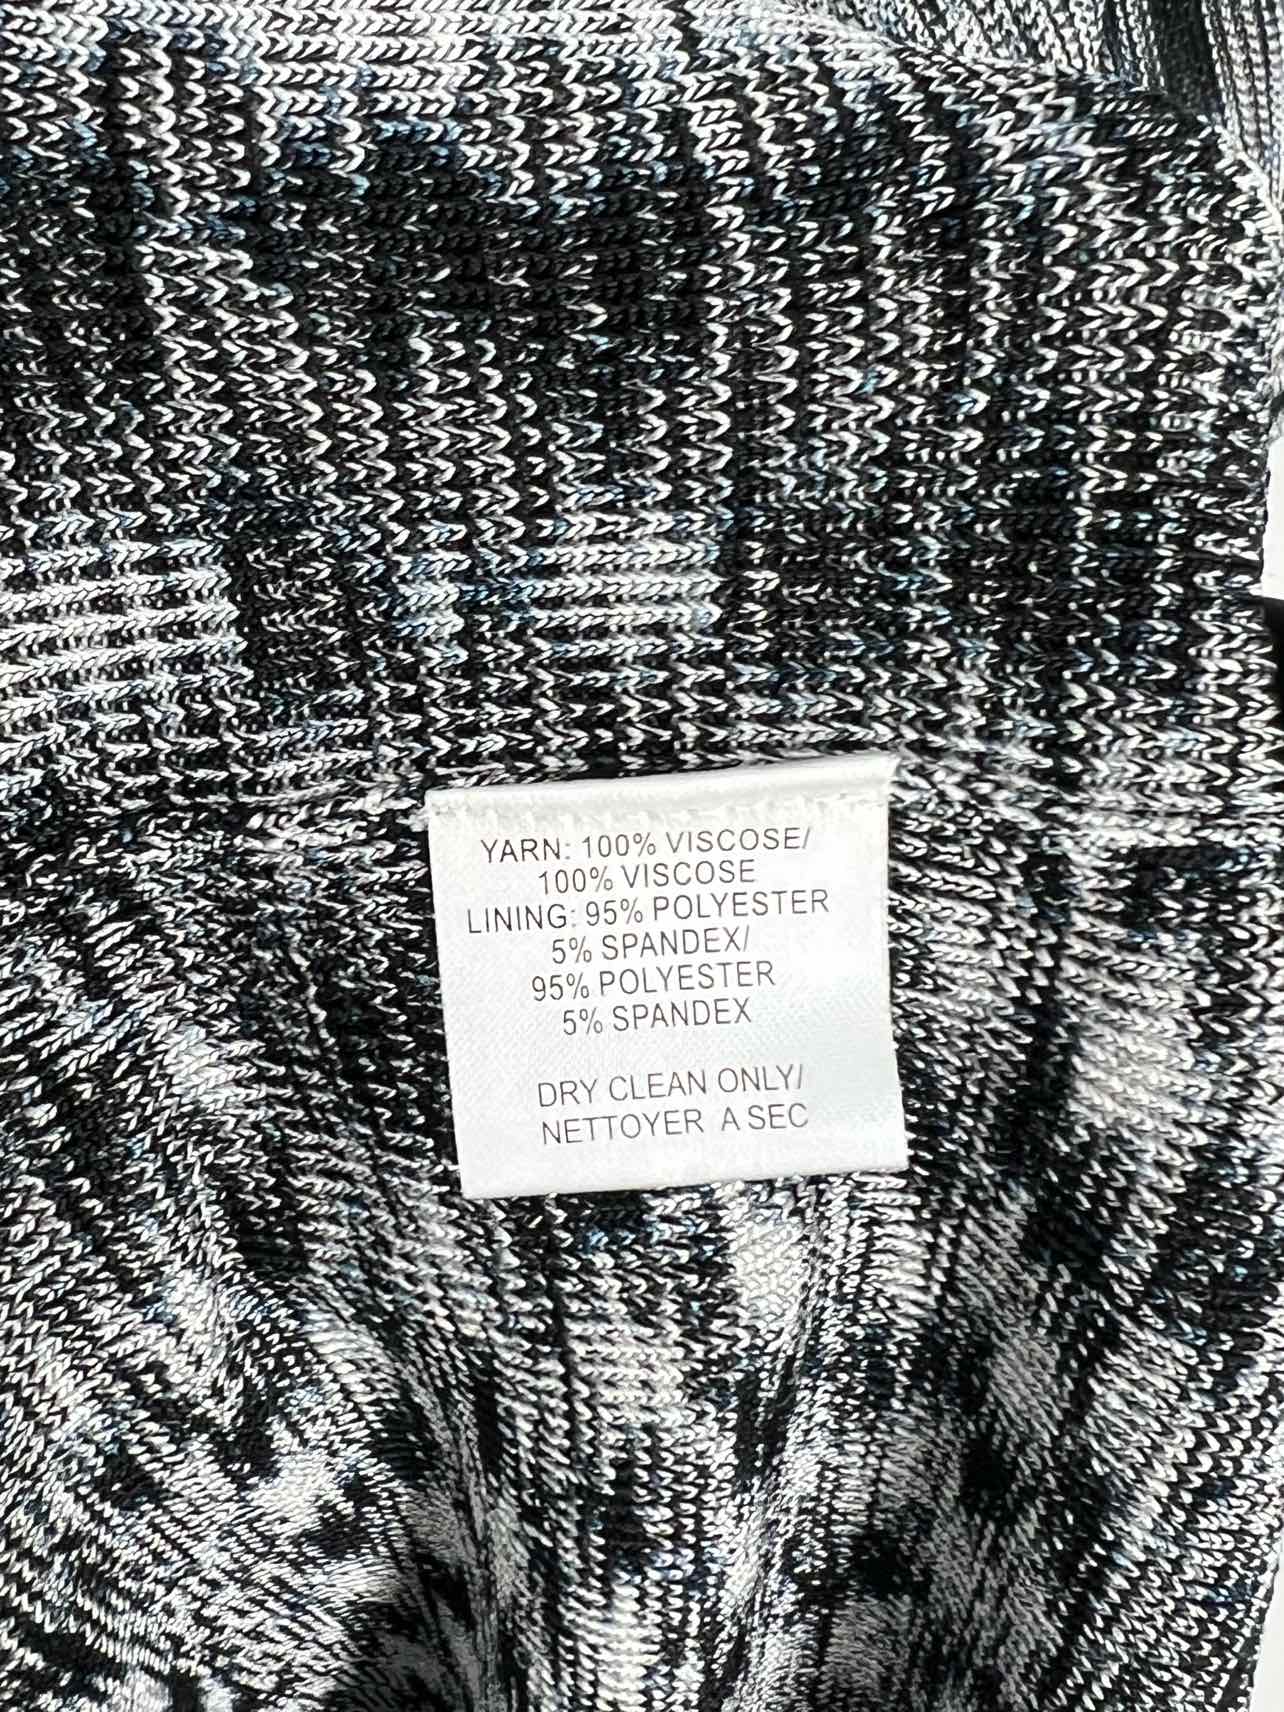 YARN: 100% VISCOSE/
100% VISCOSE
LINING: 95% POLYESTER
5% SPANDEX/
95% POLYESTER
5% SPANDEX
DRY CLEAN ONLY/
NETTOYER A SEC